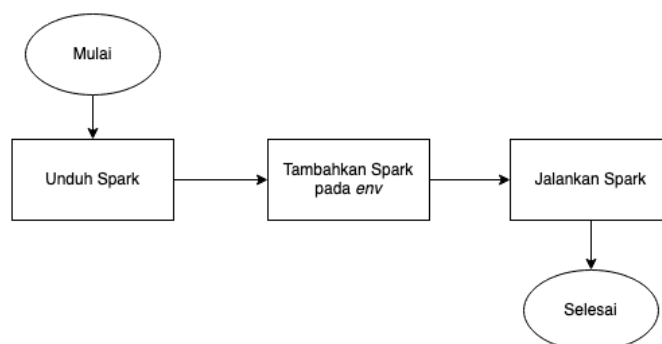 Mulai
Unduh Spark
Tambahkan Spark
pada env
Jalankan Spark
Selesai